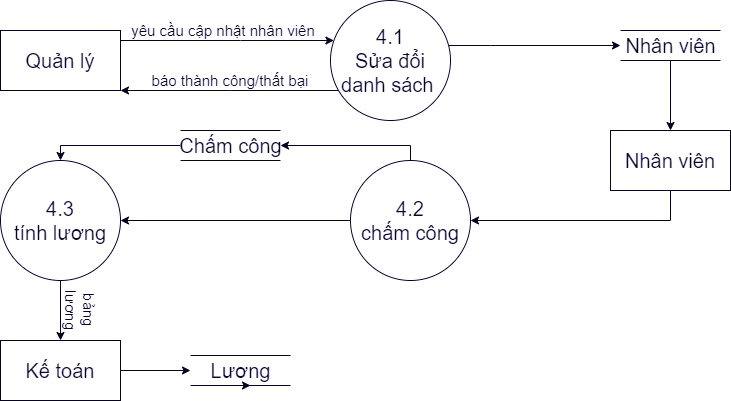 yêu cầu cập nhật nhân viên
4.1
Sửa đổi
danh sách
Quản lý
báo thành công/thất bại
Nhân viên
Chấm công
Nhân viên
4.3
tính lương
4.2
chấm công
bảng
lương
Kế toán
Lương